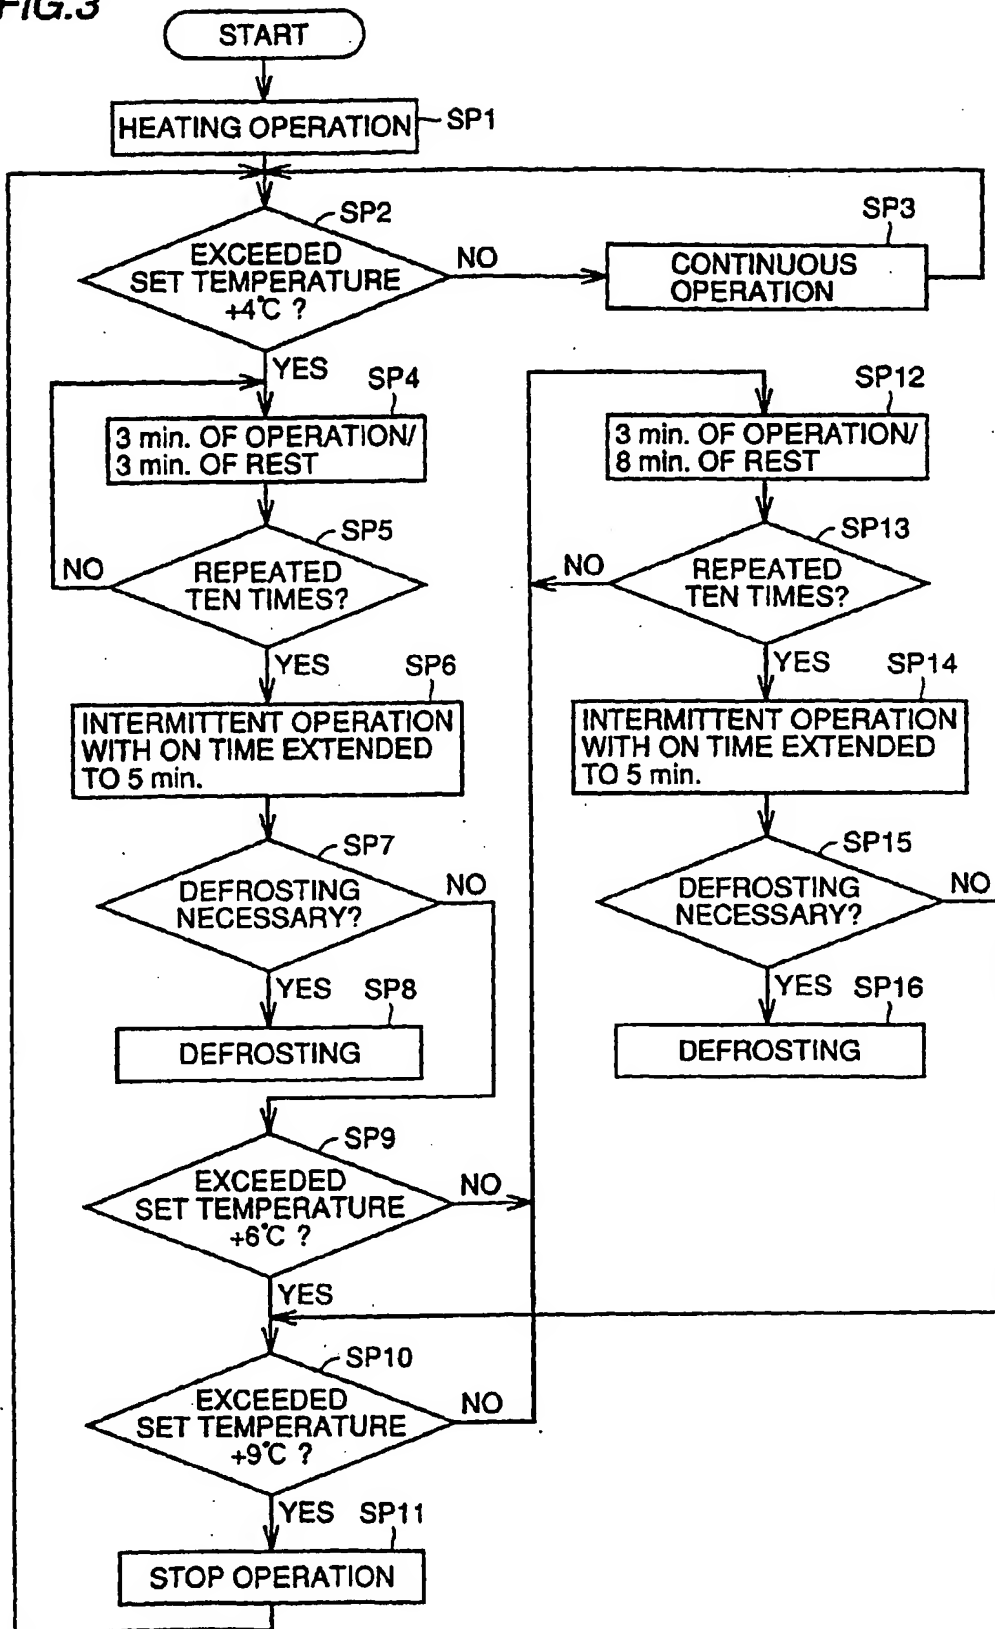 FIG.3
START
HEATING OPERATION
SP1
SP2
EXCEEDED
SET TEMPERATURE
+4°C ?
NO
YES
SP3
CONTINUOUS
OPERATION
SP4
3 min. OF OPERATION/
3 min. OF REST
SP5
REPEATED
TEN TIMES?
NO
YES
SP6
INTERMITTENT OPERATION
WITH ON TIME EXTENDED
TO 5 min.
SP7
DEFROSTING
NECESSARY?
NO
YES
SP8
DEFROSTING
SP9
EXCEEDED
SET TEMPERATURE
+6°C ?
NO
YES
SP10
EXCEEDED
SET TEMPERATURE
+9°C ?
NO
YES
SP11
STOP OPERATION
SP12
3 min. OF OPERATION/
8 min. OF REST
SP13
REPEATED
TEN TIMES?
NO
YES
SP14
INTERMITTENT OPERATION
WITH ON TIME EXTENDED
TO 5 min.
SP15
DEFROSTING
NECESSARY?
NO
YES
SP16
DEFROSTING